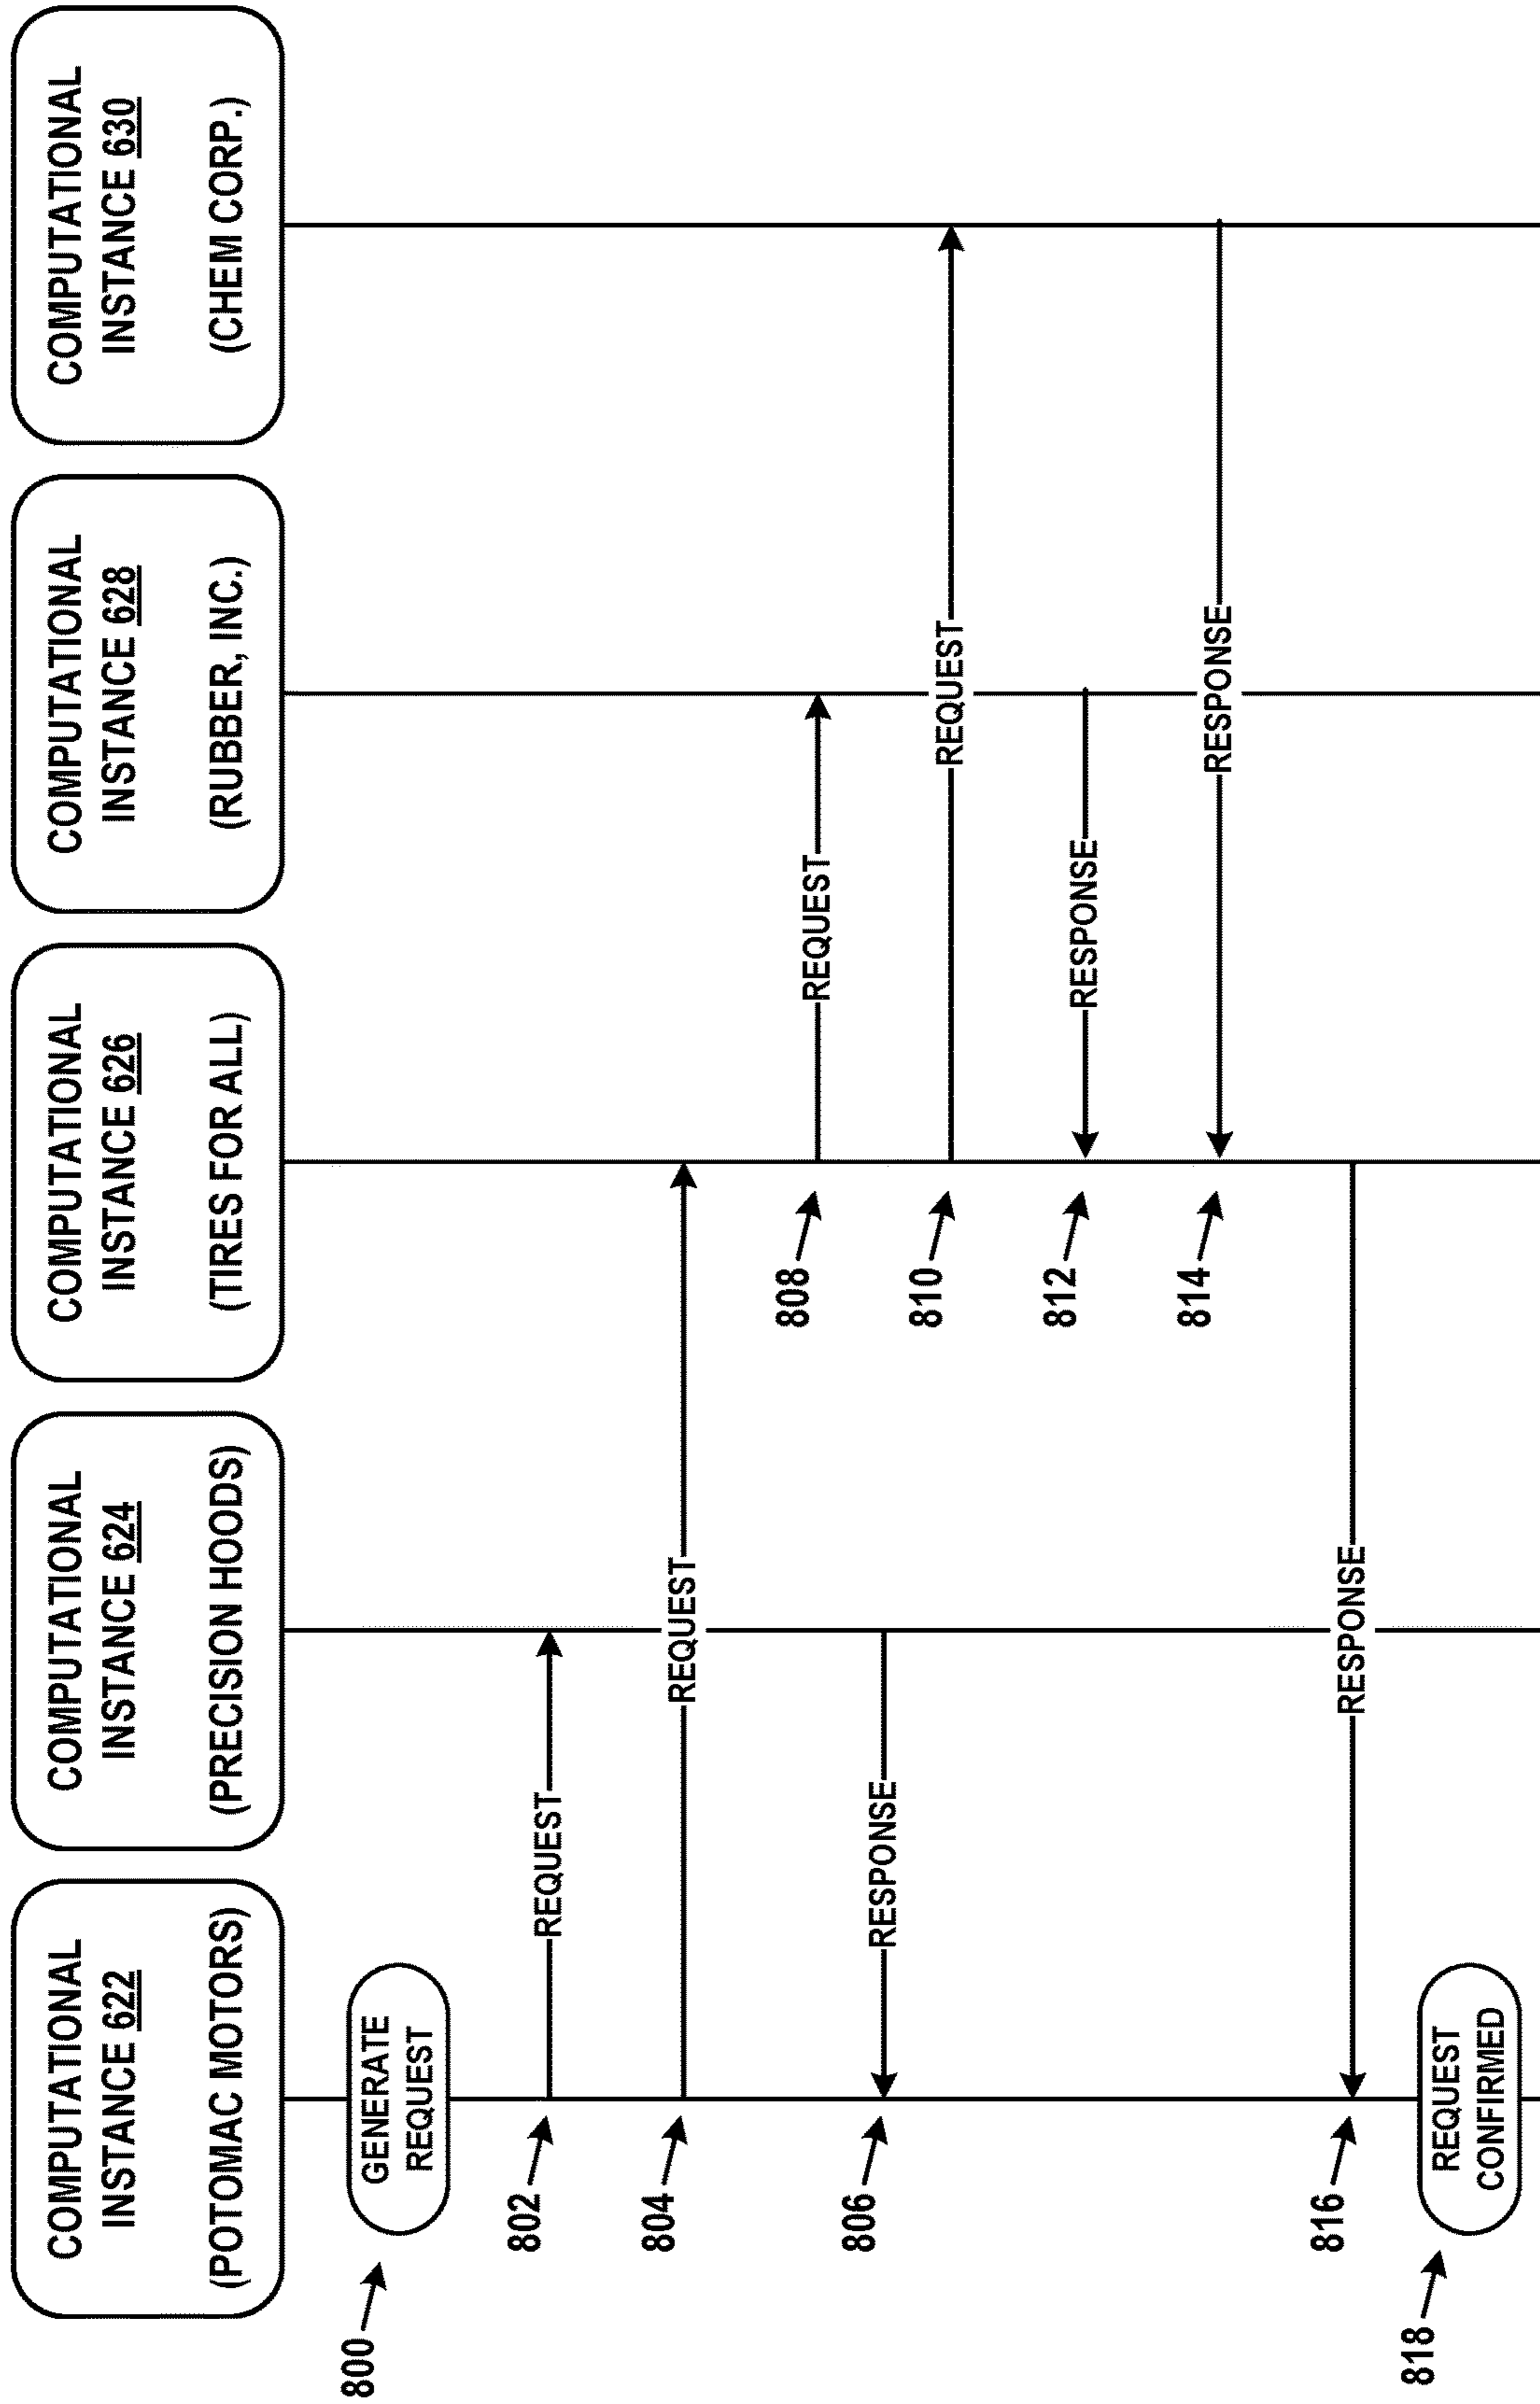 COMPUTATIONAL
INSTANCE 622
(POTOMAC MOTORS)
COMPUTATIONAL
INSTANCE 624
(PRECISION HOODS)
COMPUTATIONAL
INSTANCE 626
(TIRES FOR ALL)
COMPUTATIONAL
INSTANCE 628
(RUBBER, INC.)
COMPUTATIONAL
INSTANCE 630
(CHEM CORP.)
800
GENERATE
REQUEST
802
REQUEST
804
REQUEST
808
REQUEST
806
RESPONSE
810
REQUEST
812
RESPONSE
814
RESPONSE
816
RESPONSE
818
REQUEST
CONFIRMED